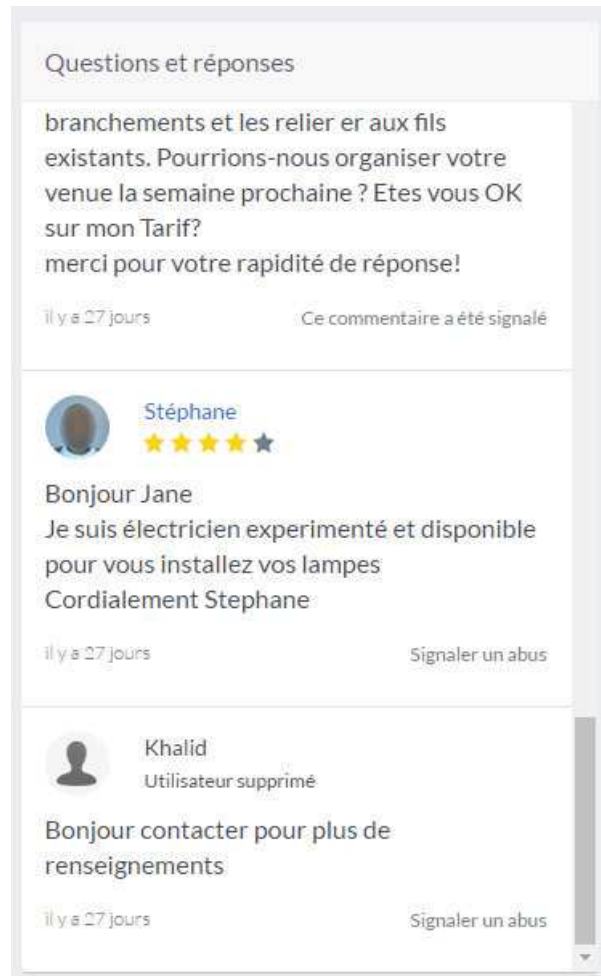 Questions et réponses
branchements et les relier er aux fils
existants. Pourrions-nous organiser votre
venue la semaine prochaine ? Etes vous OK
sur mon Tarif?
merci pour votre rapidité de réponse!
il y a 27 jours Ce commentaire a été signalé
Stéphane
Bonjour Jane
Je suis électricien experimenté et disponible
pour vous installez vos lampes
Cordialement Stephane
il y a 27 jours Signaler un abus
Khalid
Utilisateur supprimé
Bonjour contacter pour plus de
renseignements
il y a 27 jours Signaler un abus